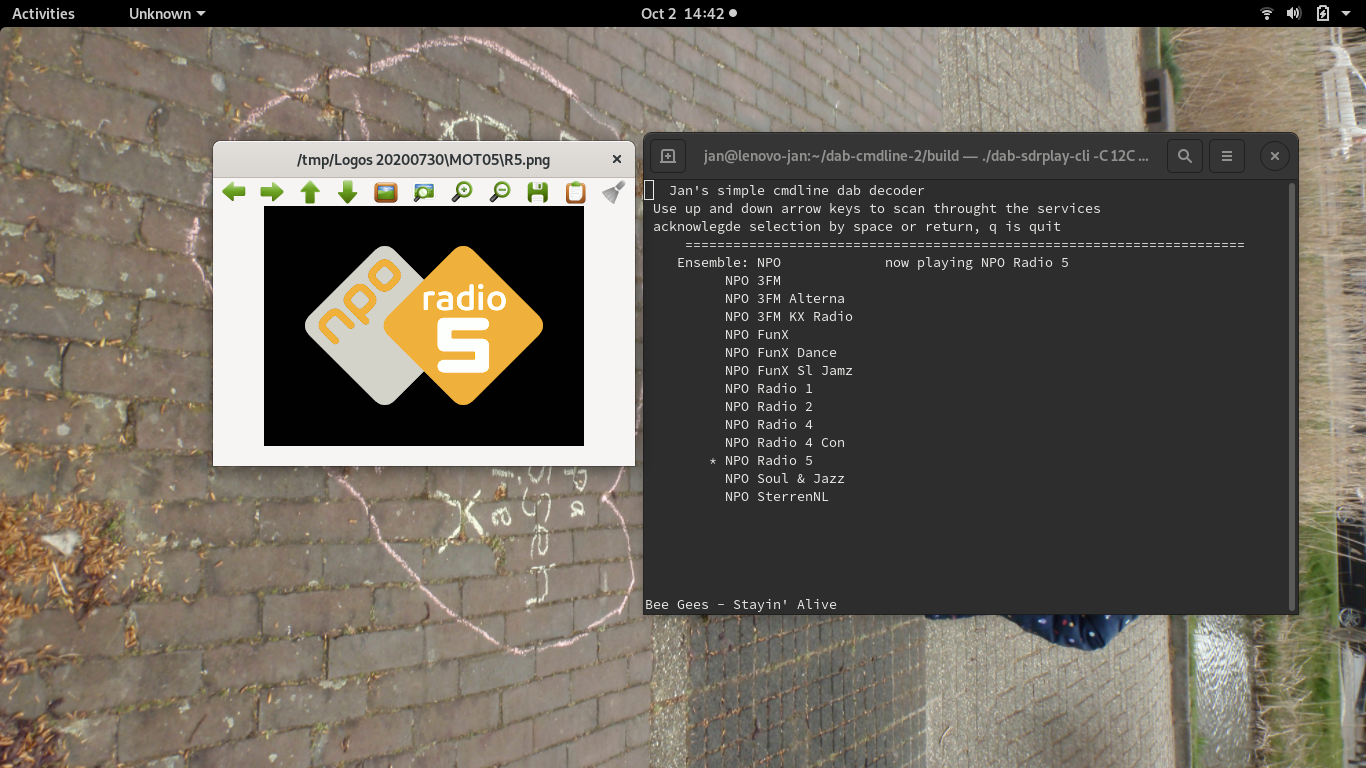 Activities
Unknown
Oct 2 14:42
/tmp/Logos 20200730\MOT05\R5.png
npo
radio
5
jan@lenovo-jan:~/dab-cmdline-2/build — ./dab-sdrplay-cli -C 12C ...
Jan's simple cmdline dab decoder
Use up and down arrow keys to scan throught the services
acknowlegde selection by space or return, q is quit
======================================================================
Ensemble: NPO now playing NPO Radio 5
NPO 3FM
NPO 3FM Alterna
NPO 3FM KX Radio
NPO FunX
NPO FunX Dance
NPO FunX Sl Jamz
NPO Radio 1
NPO Radio 2
NPO Radio 4
NPO Radio 4 Con
* NPO Radio 5
NPO Soul & Jazz
NPO SterrenNL
Bee Gees - Stayin' Alive